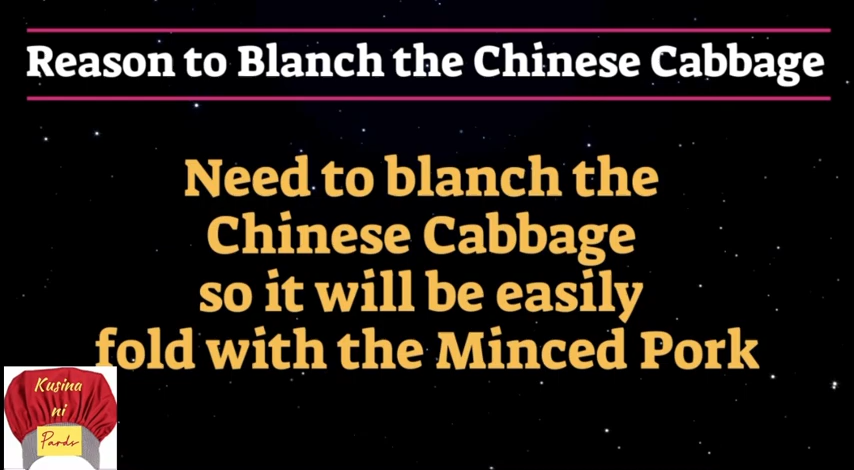 Reason to Blanch the Chinese Cabbage
Need to blanch the
Chinese Cabbage
so it will be easily
fold with the Minced Pork
Kusina
ni
Pards